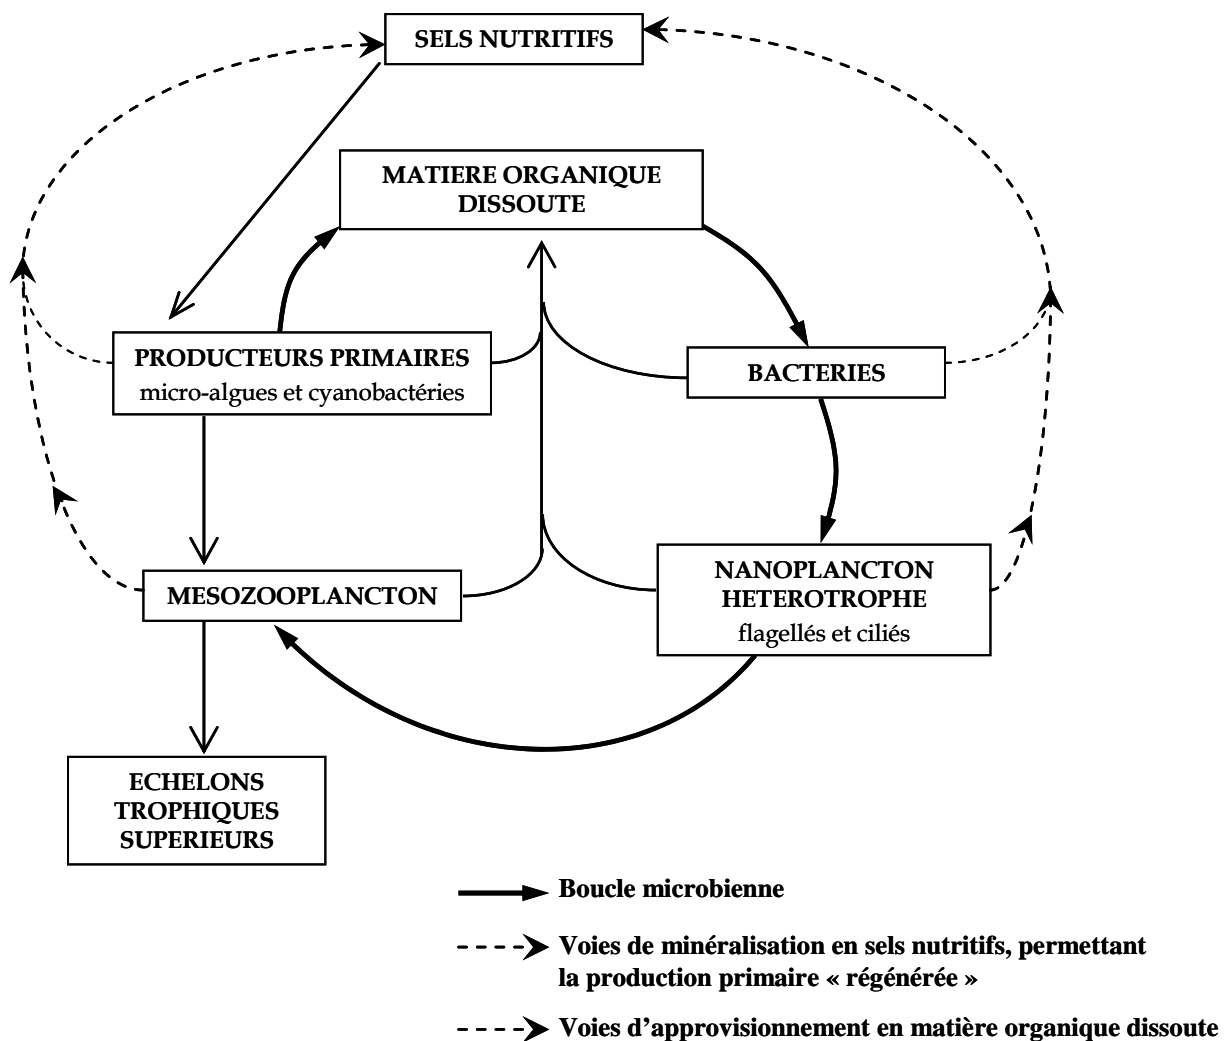 SELS NUTRITIFS
MATIERE ORGANIQUE
DISSOUTE
PRODUCTEURS PRIMAIRES
micro-algues et cyanobactéries
BACTERIES
NANOPLANCTON
HETEROTROPHE
flagellés et ciliés
MESOZOOPLANCTON
ECHELONS
TROPHIQUES
SUPERIEURS
Boucle microbienne
Voies de minéralisation en sels nutritifs, permettant
la production primaire « régénérée »
Voies d’approvisionnement en matière organique dissoute